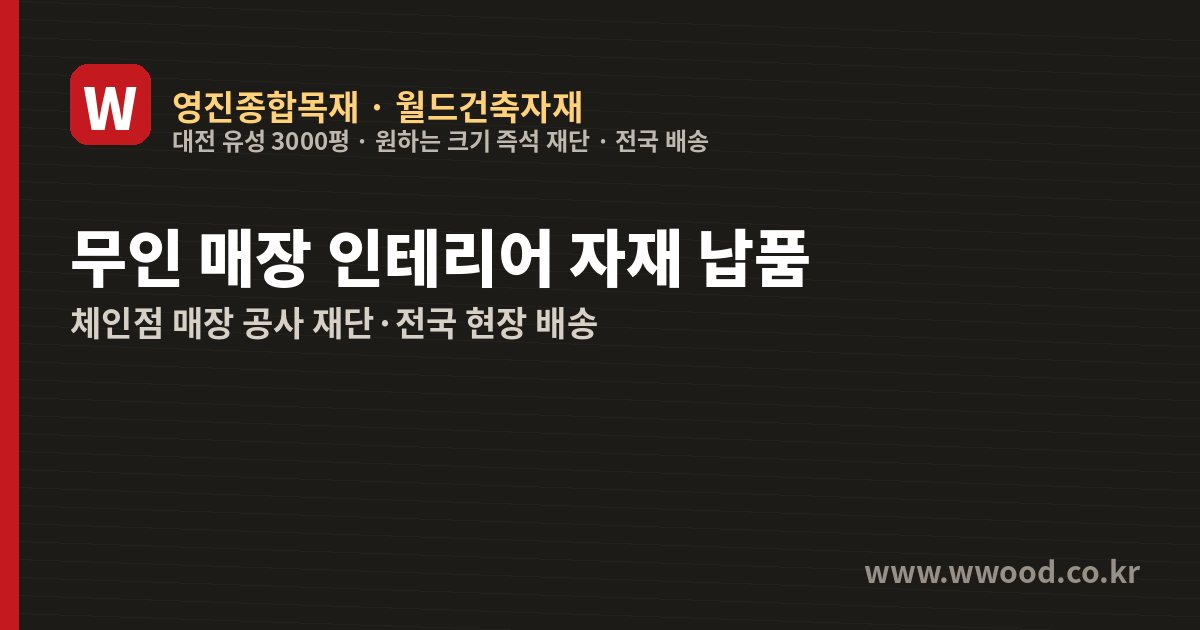 W
영진종합목재 · 월드건축자재
대전 유성 3000평 · 원하는 크기 즉석 재단 · 전국 배송
무인 매장 인테리어 자재 납품
체인점 매장 공사 재단·전국 현장 배송
www.wwood.co.kr